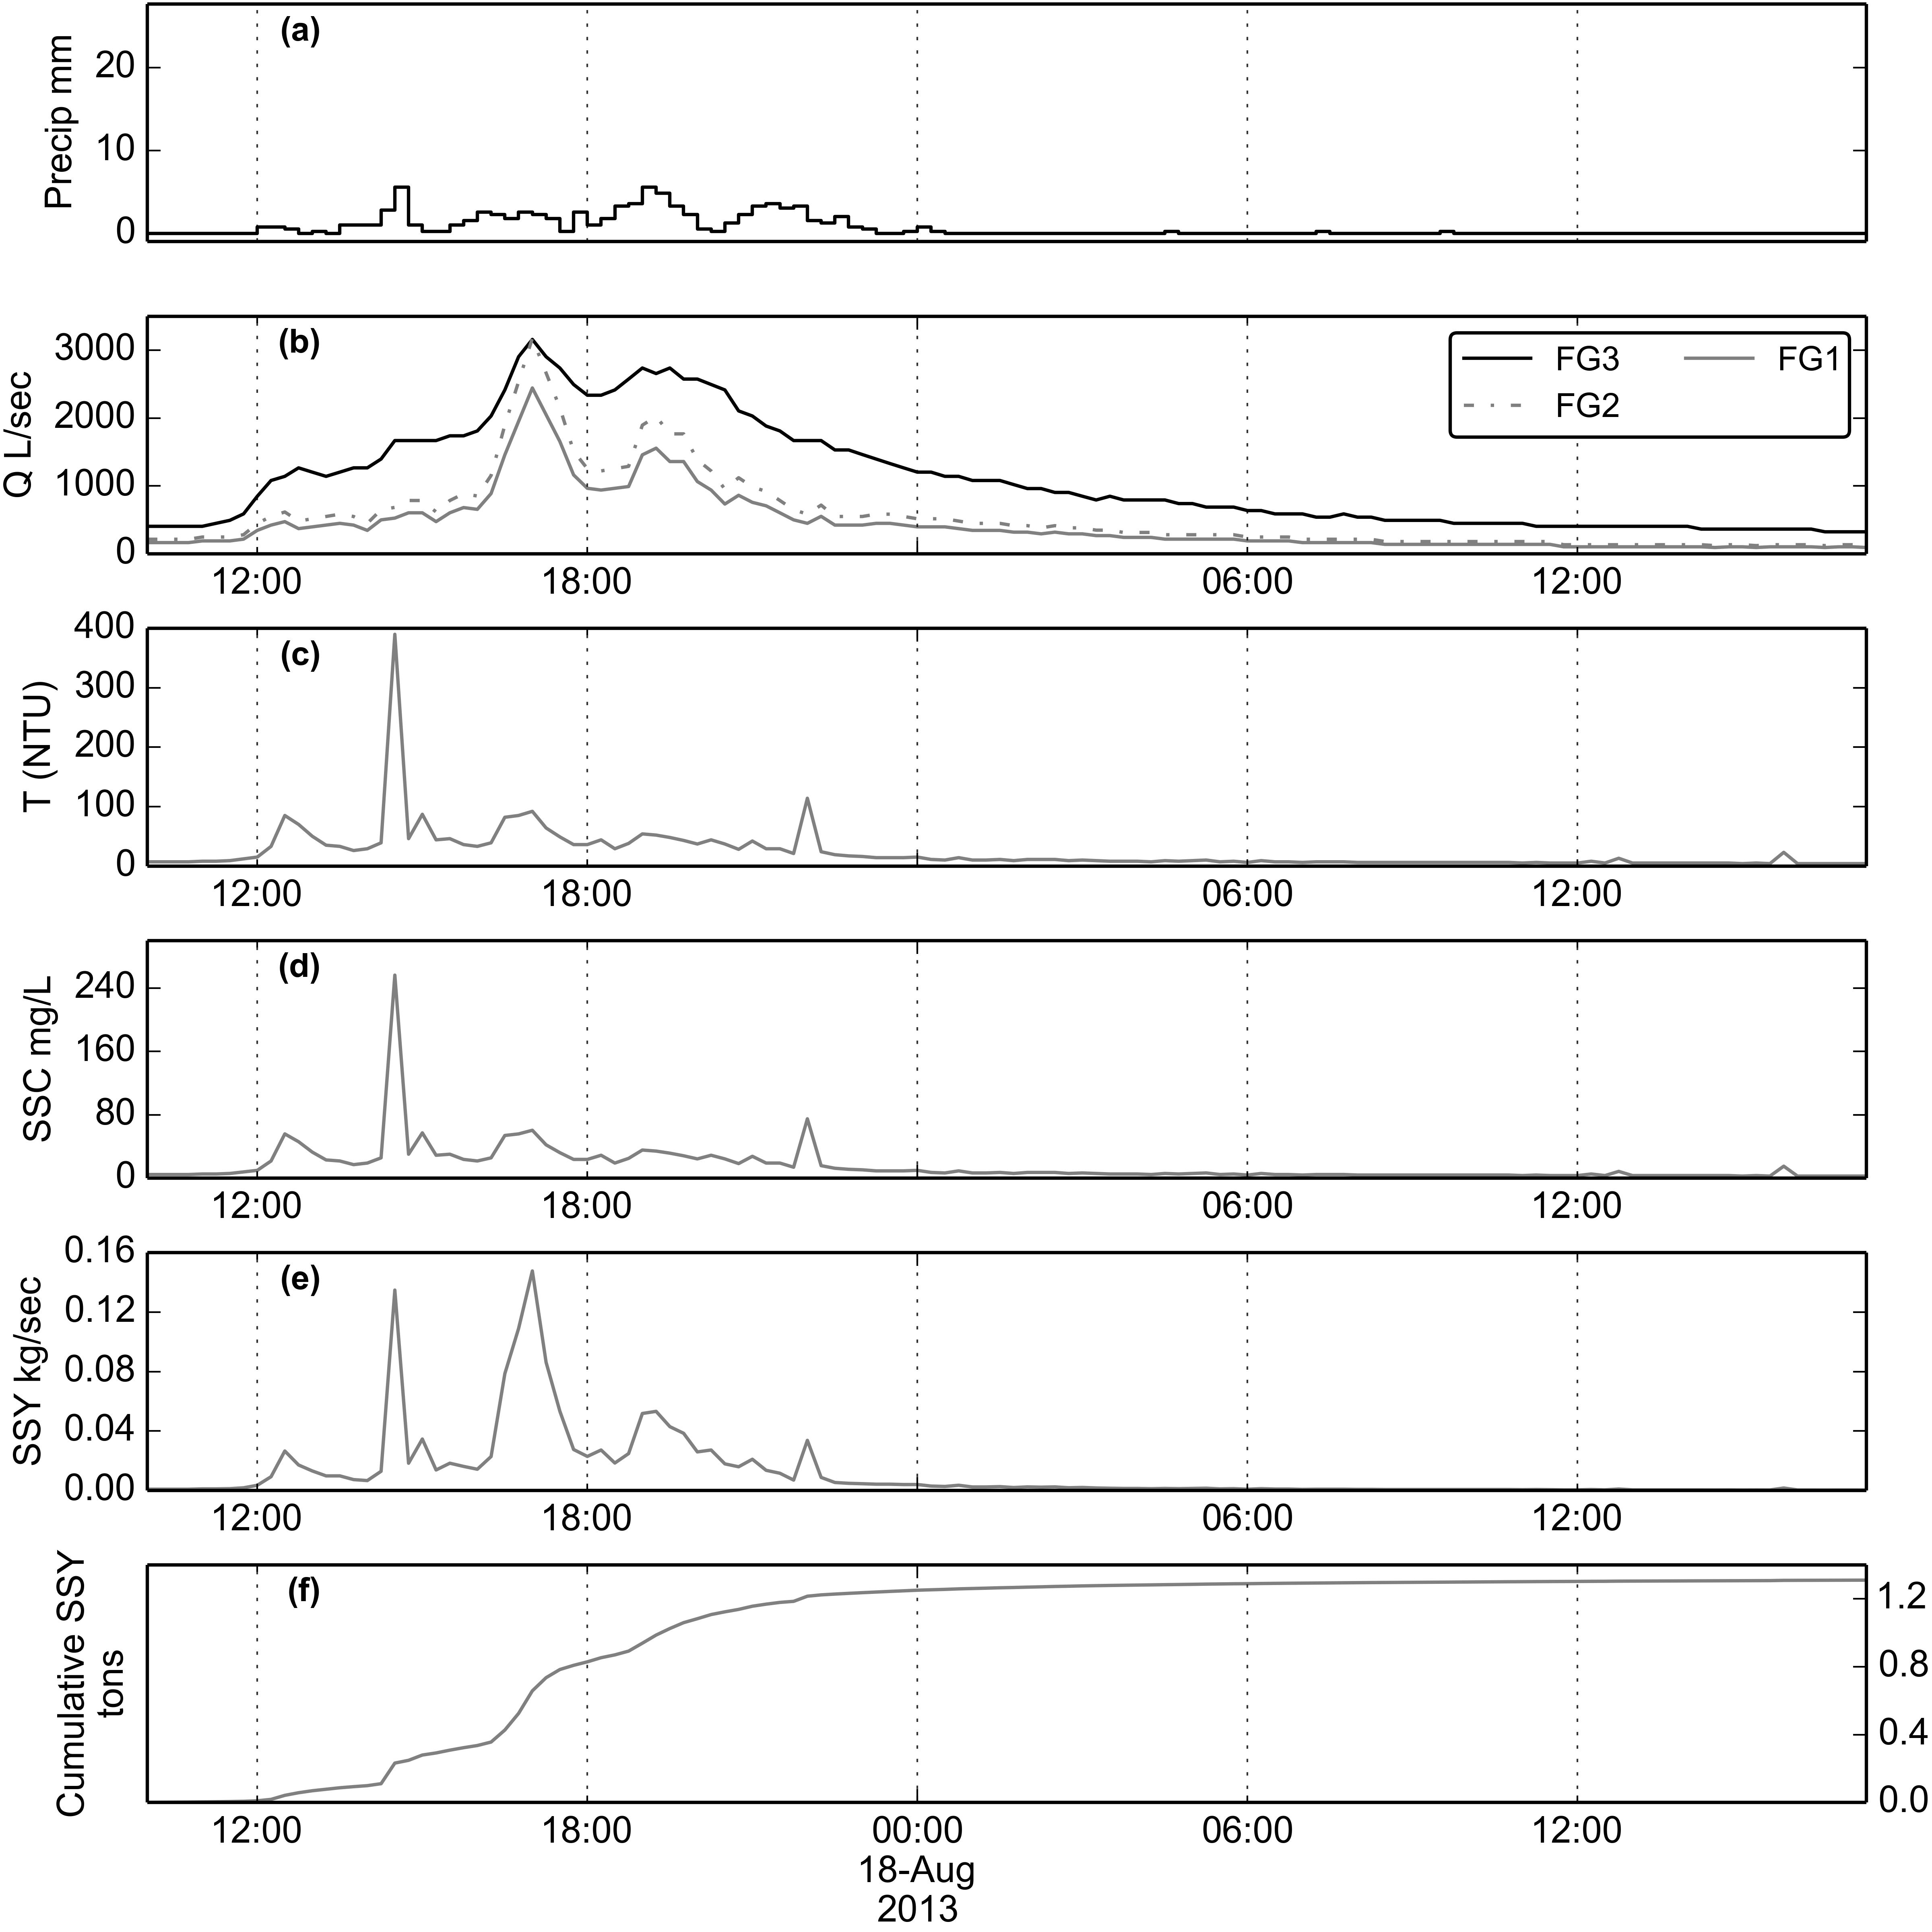 (a)
Precip mm
20
10
0
(b)
Q L/sec
3000
2000
1000
0
FG3
FG1
FG2
12:00 18:00 06:00 12:00
(c)
T (NTU)
400
300
200
100
0
12:00 18:00 06:00 12:00
(d)
SSC mg/L
240
160
80
0
12:00 18:00 06:00 12:00
(e)
SSY kg/sec
0.16
0.12
0.08
0.04
0.00
12:00 18:00 06:00 12:00
(f)
Cumulative SSY
tons
1.2
0.8
0.4
0.0
12:00 18:00 00:00 06:00 12:00
18-Aug
2013